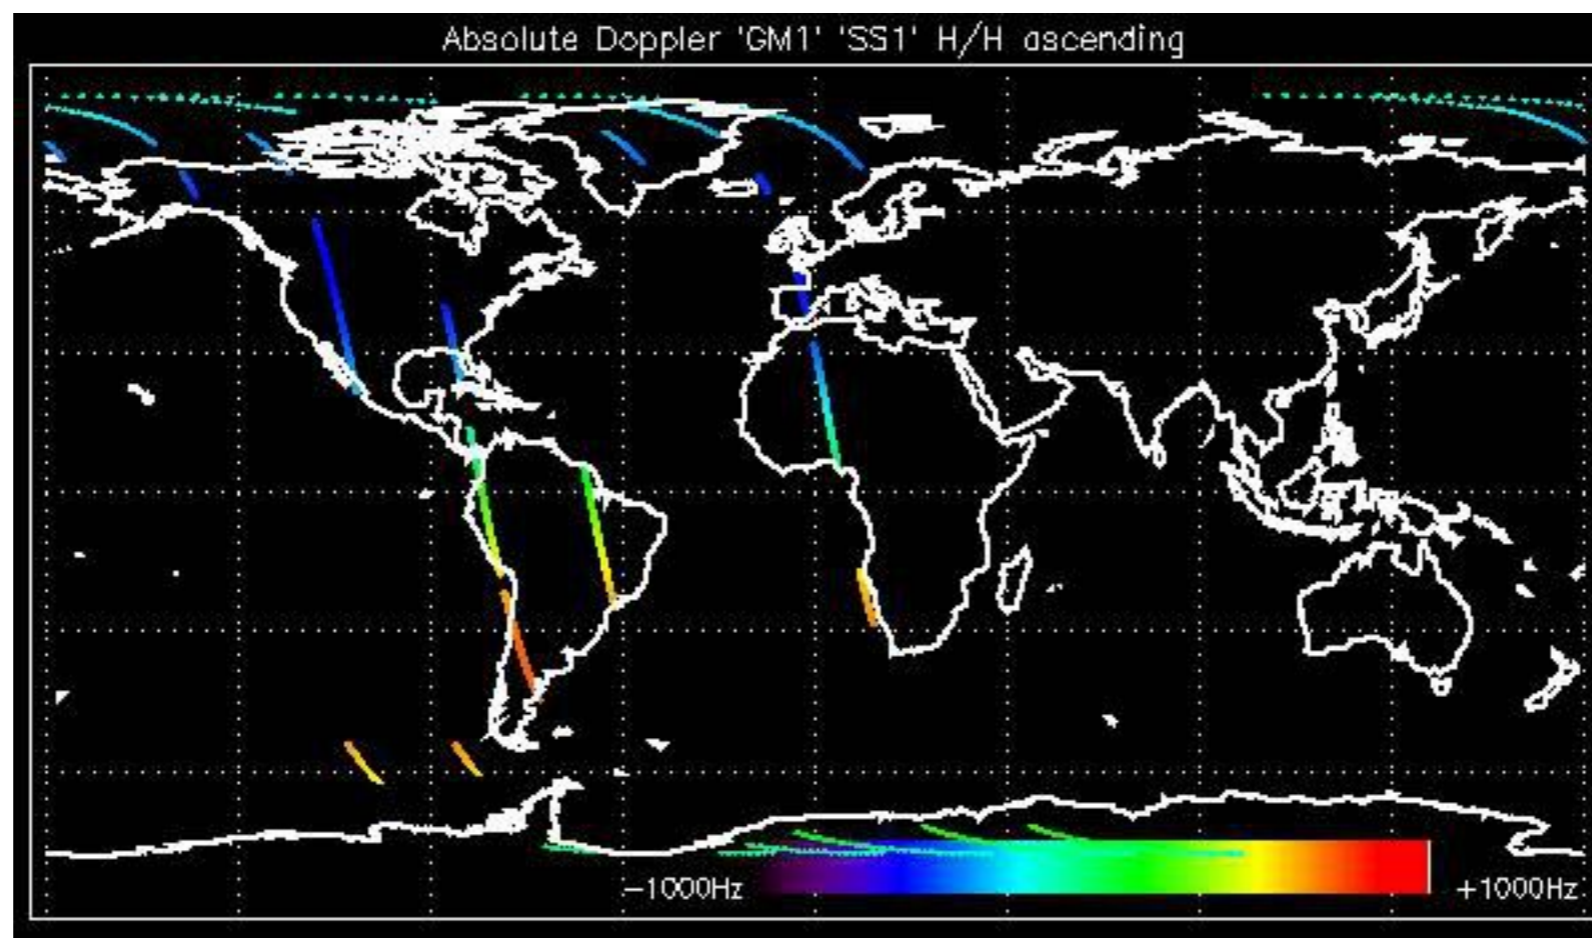 Absolute Doppler 'GM1' 'SS1' H/H ascending
-1000Hz
+1000Hz